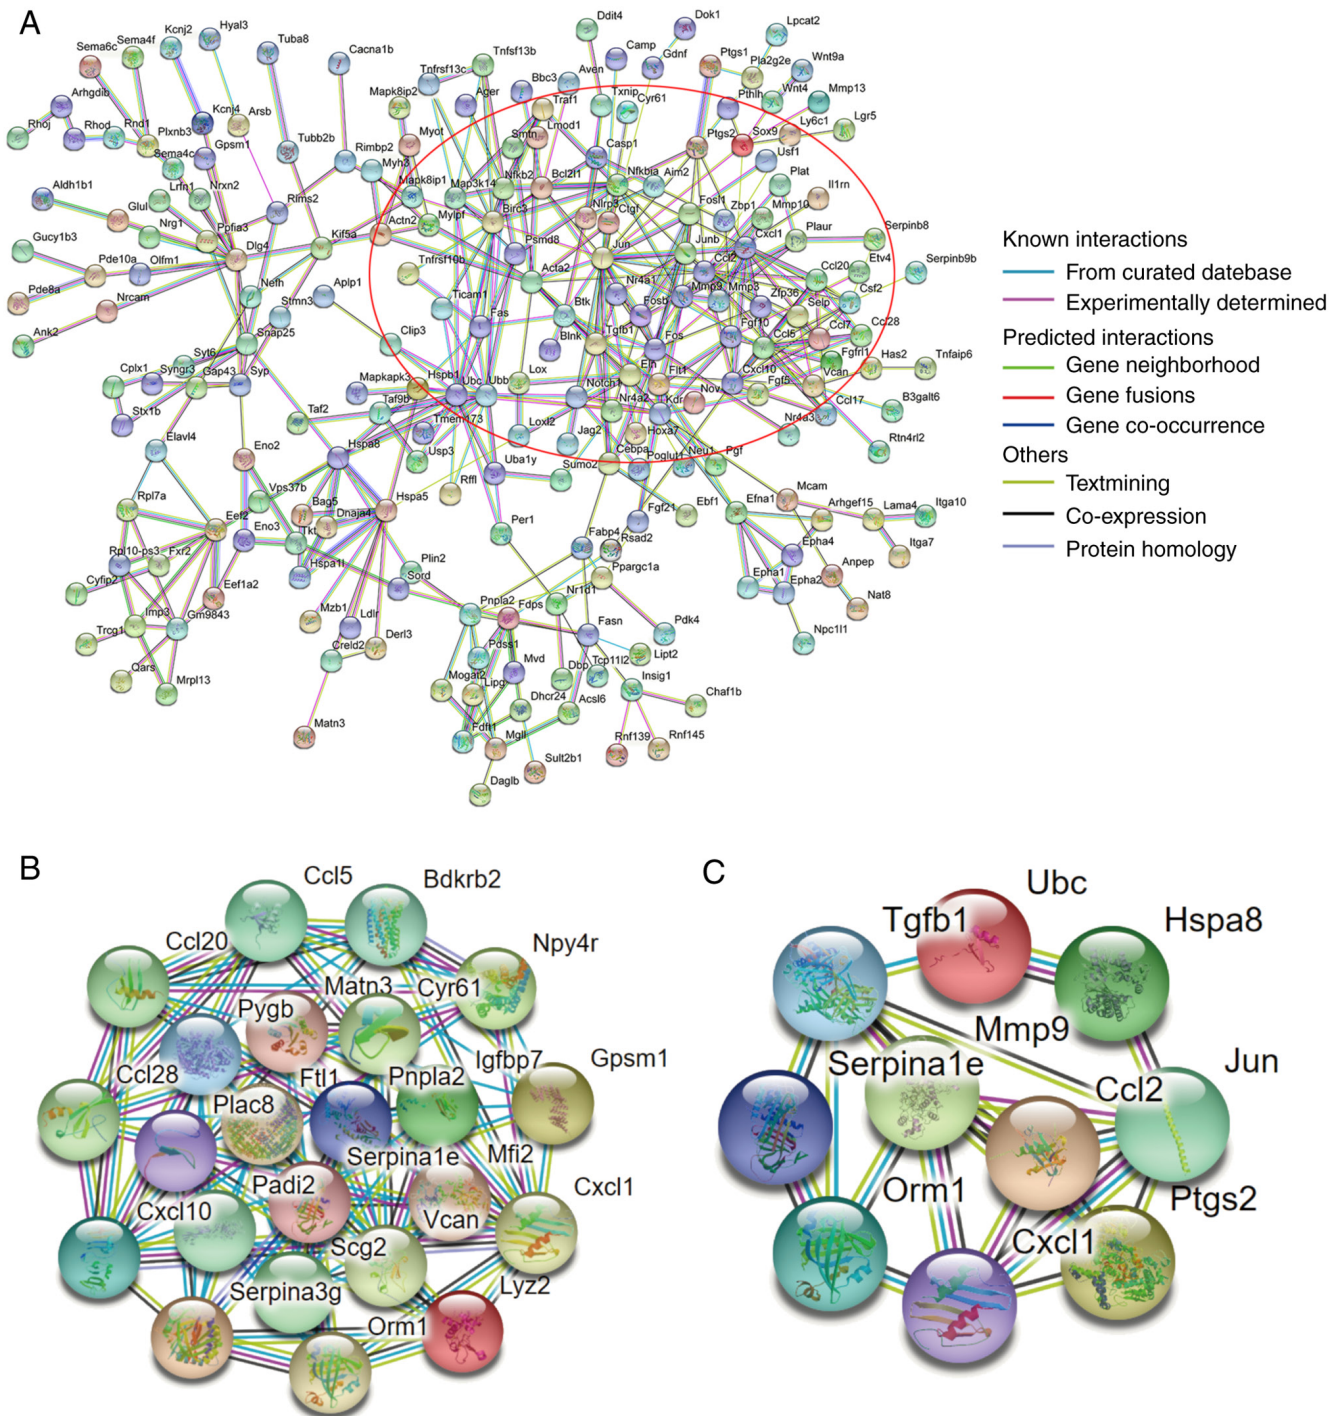 A
Ddit4
Dok1
Lpcat2
Kcnj2
Hyal3
Sema6c
Sema4f
Tuba8
Cacna1b
Tnfsf13b
Tnfrsf13c
Bbc3
Aven
Camp
Gdnf
Ptgs1
Pla2g2e
Wnt9a
Arhgdib
Mapk8ip2
Ager
Traf1
Txnip
Cyr61
Pthlh
Wnt4
Mmp13
Rhoj
Rhod
Rnd1
Plxnb3
Kcnj4
Arsb
Gpsm1
Tubb2b
Rimbp2
Myot
Smtn
Lmod1
Casp1
Ptgs2
Sox9
Ly6c1
Lgr5
Usf1
Sema4c
Myh3
Mapk8ip1
Map3k14
Nfkb2
Bcl2l1
Nfkbia
Aim2
Plat
Il1rn
Aldh1b1
Lrfn1
Nrxn2
Rims2
Glul
Nrg1
Ppfia3
Actn2
Mylpf
Birc3
Nlrp3
Ctgf
Fosl1
Zbp1
Mmp10
Plaur
Serpinb8
Gucy1b3
Pde10a
Olfm1
Dlg4
Kif5a
Psmd8
Jun
Junb
Cxcl1
Ccl2
Ccl20
Etv4
Serpinb9b
Pde8a
Nrcam
Nefh
Stmn3
Aplp1
Tnfrsf10b
Acta2
Nr4a1
Mmp9
Mmp3
Zfp36
Selp
Csf2
Ank2
Snap25
Ticam1
Fas
Btk
Fosb
Fgf10
Ccl7
Ccl28
Clip3
Blnk
Tgfb1
Fos
Ccl5
Fgfrl1
Has2
Tnfaip6
Cplx1
Syngr3
Syt6
Gap43
Syp
Mapkapk3
Hspb1
Ubc
Ubb
Lox
Eln
Flt1
Cxcl10
Fgf5
Vcan
Stx1b
Taf2
Taf9b
Tmem173
Notch1
Nr4a2
Kdr
Nov
Ccl17
B3galt6
Loxl2
Jag2
Hoxa7
Nr4a3
Rtn4rl2
Elavl4
Eno2
Hspa8
Usp3
Uba1y
Sumo2
Cebpa
Poglut1
Neu1
Pgf
Rpl7a
Vps37b
Hspa5
Rffl
Mcam
Eef2
Bag5
Dnaja4
Fgf21
Ebf1
Efna1
Arhgef15
Lama4
Itga10
Eno3
Tkt
Per1
Fabp4
Rsad2
Epha4
Itga7
Rpl10-ps3
Fxr2
Hspa1l
Plin2
Ppargc1a
Anpep
Cyfip2
Eef1a2
Sord
Epha1
Epha2
Nat8
Imp3
Gm9843
Mzb1
Ldlr
Pnpla2
Fdps
Nr1d1
Trcg1
Creld2
Derl3
Fasn
Pdk4
Npc1l1
Qars
Mrpl13
Pdss1
Mvd
Dbp
Tcp11l2
Lipt2
Mogat2
Lipg
Dhcr24
Acsl6
Insig1
Chaf1b
Matn3
Fdft1
Mgll
Rnf139
Rnf145
Sult2b1
Daglb
Known interactions
From curated datebase
Experimentally determined
Predicted interactions
Gene neighborhood
Gene fusions
Gene co-occurrence
Others
Textmining
Co-expression
Protein homology
B
Ccl5
Bdkrb2
Ccl20
Npy4r
Matn3
Cyr61
Pygb
Igfbp7
Gpsm1
Ccl28
Ftl1
Pnpla2
Plac8
Serpina1e
Mfi2
Padi2
Cxcl1
Cxcl10
Vcan
Scg2
Serpina3g
Lyz2
Orm1
C
Ubc
Tgfb1
Hspa8
Mmp9
Serpina1e
Jun
Ccl2
Orm1
Ptgs2
Cxcl1